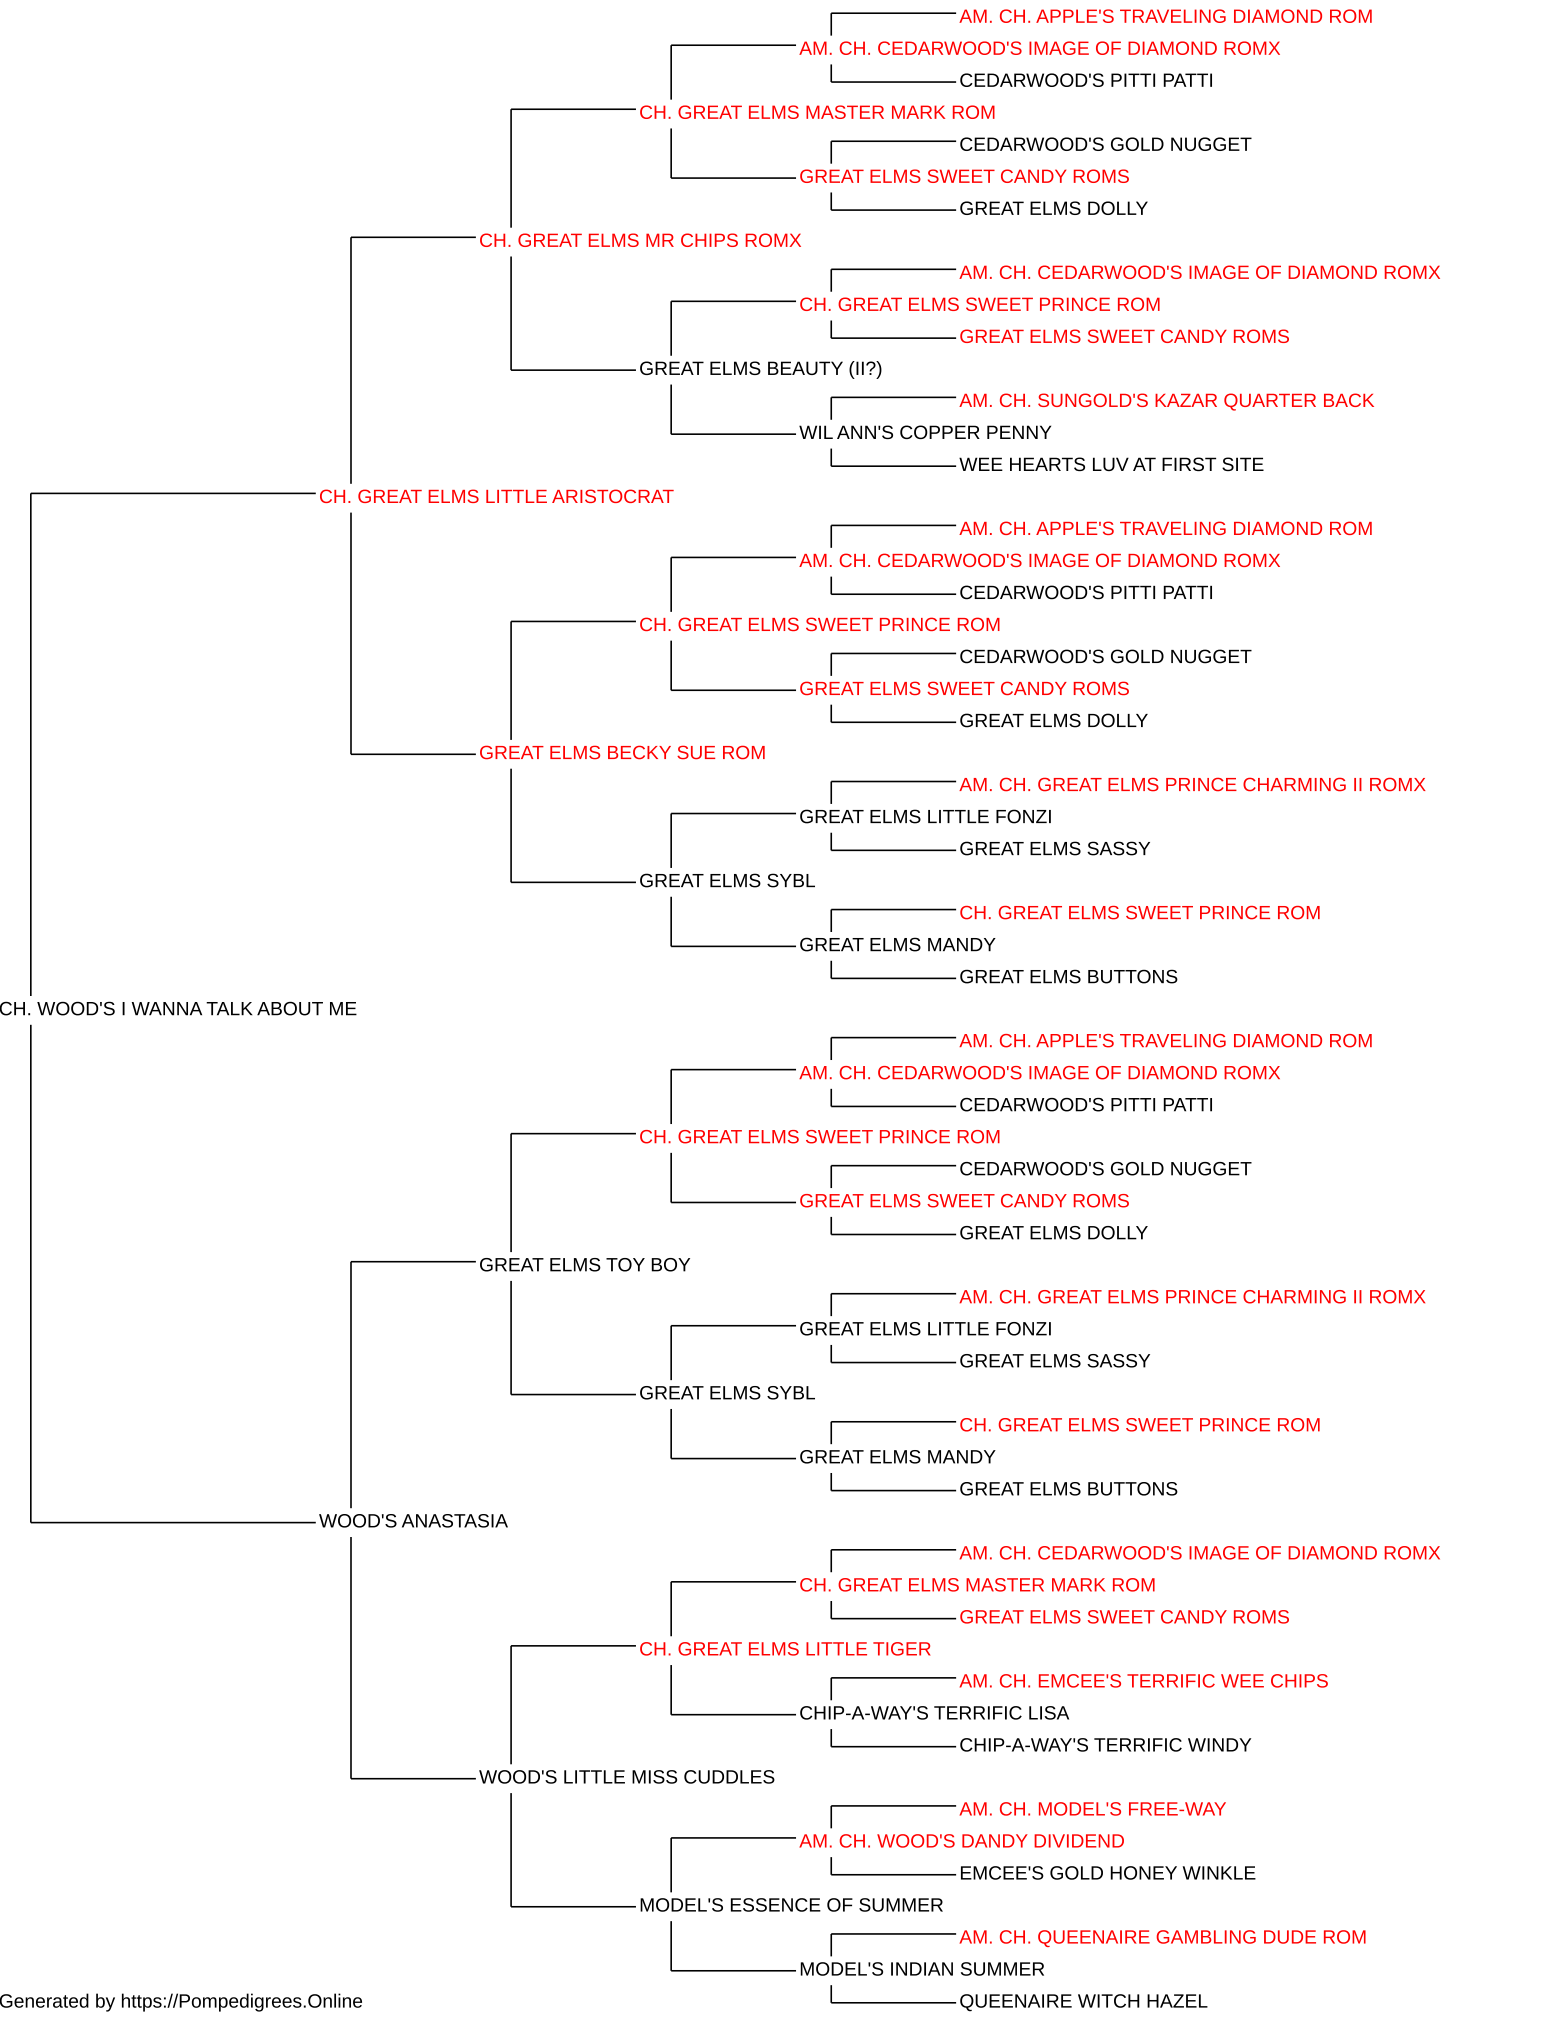 AM. CH. APPLE'S TRAVELING DIAMOND ROM
AM. CH. CEDARWOOD'S IMAGE OF DIAMOND ROMX
CEDARWOOD'S PITTI PATTI
CH. GREAT ELMS MASTER MARK ROM
CEDARWOOD'S GOLD NUGGET
GREAT ELMS SWEET CANDY ROMS
GREAT ELMS DOLLY
CH. GREAT ELMS MR CHIPS ROMX
AM. CH. CEDARWOOD'S IMAGE OF DIAMOND ROMX
CH. GREAT ELMS SWEET PRINCE ROM
GREAT ELMS SWEET CANDY ROMS
GREAT ELMS BEAUTY (II?)
AM. CH. SUNGOLD'S KAZAR QUARTER BACK
WIL ANN'S COPPER PENNY
WEE HEARTS LUV AT FIRST SITE
CH. GREAT ELMS LITTLE ARISTOCRAT
AM. CH. APPLE'S TRAVELING DIAMOND ROM
AM. CH. CEDARWOOD'S IMAGE OF DIAMOND ROMX
CEDARWOOD'S PITTI PATTI
CH. GREAT ELMS SWEET PRINCE ROM
CEDARWOOD'S GOLD NUGGET
GREAT ELMS SWEET CANDY ROMS
GREAT ELMS DOLLY
GREAT ELMS BECKY SUE ROM
AM. CH. GREAT ELMS PRINCE CHARMING II ROMX
GREAT ELMS LITTLE FONZI
GREAT ELMS SASSY
GREAT ELMS SYBL
CH. GREAT ELMS SWEET PRINCE ROM
GREAT ELMS MANDY
GREAT ELMS BUTTONS
CH. WOOD'S I WANNA TALK ABOUT ME
AM. CH. APPLE'S TRAVELING DIAMOND ROM
AM. CH. CEDARWOOD'S IMAGE OF DIAMOND ROMX
CEDARWOOD'S PITTI PATTI
CH. GREAT ELMS SWEET PRINCE ROM
CEDARWOOD'S GOLD NUGGET
GREAT ELMS SWEET CANDY ROMS
GREAT ELMS DOLLY
GREAT ELMS TOY BOY
AM. CH. GREAT ELMS PRINCE CHARMING II ROMX
GREAT ELMS LITTLE FONZI
GREAT ELMS SASSY
GREAT ELMS SYBL
CH. GREAT ELMS SWEET PRINCE ROM
GREAT ELMS MANDY
GREAT ELMS BUTTONS
WOOD'S ANASTASIA
AM. CH. CEDARWOOD'S IMAGE OF DIAMOND ROMX
CH. GREAT ELMS MASTER MARK ROM
GREAT ELMS SWEET CANDY ROMS
CH. GREAT ELMS LITTLE TIGER
AM. CH. EMCEE'S TERRIFIC WEE CHIPS
CHIP-A-WAY'S TERRIFIC LISA
CHIP-A-WAY'S TERRIFIC WINDY
WOOD'S LITTLE MISS CUDDLES
AM. CH. MODEL'S FREE-WAY
AM. CH. WOOD'S DANDY DIVIDEND
EMCEE'S GOLD HONEY WINKLE
MODEL'S ESSENCE OF SUMMER
AM. CH. QUEENAIRE GAMBLING DUDE ROM
MODEL'S INDIAN SUMMER
QUEENAIRE WITCH HAZEL
Generated by https://Pompedigrees.Online